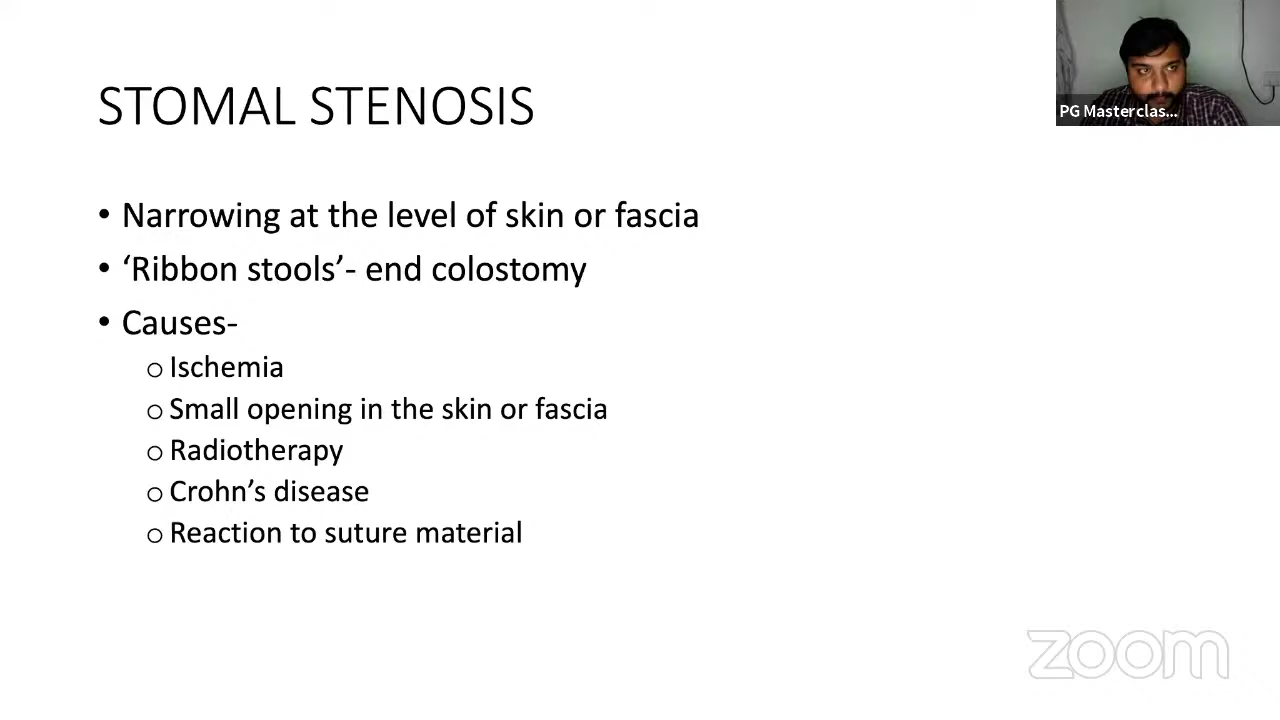 PG Masterclas...
STOMAL STENOSIS
• Narrowing at the level of skin or fascia
• ‘Ribbon stools’- end colostomy
• Causes-
o Ischemia
o Small opening in the skin or fascia
o Radiotherapy
o Crohn’s disease
o Reaction to suture material
zoom